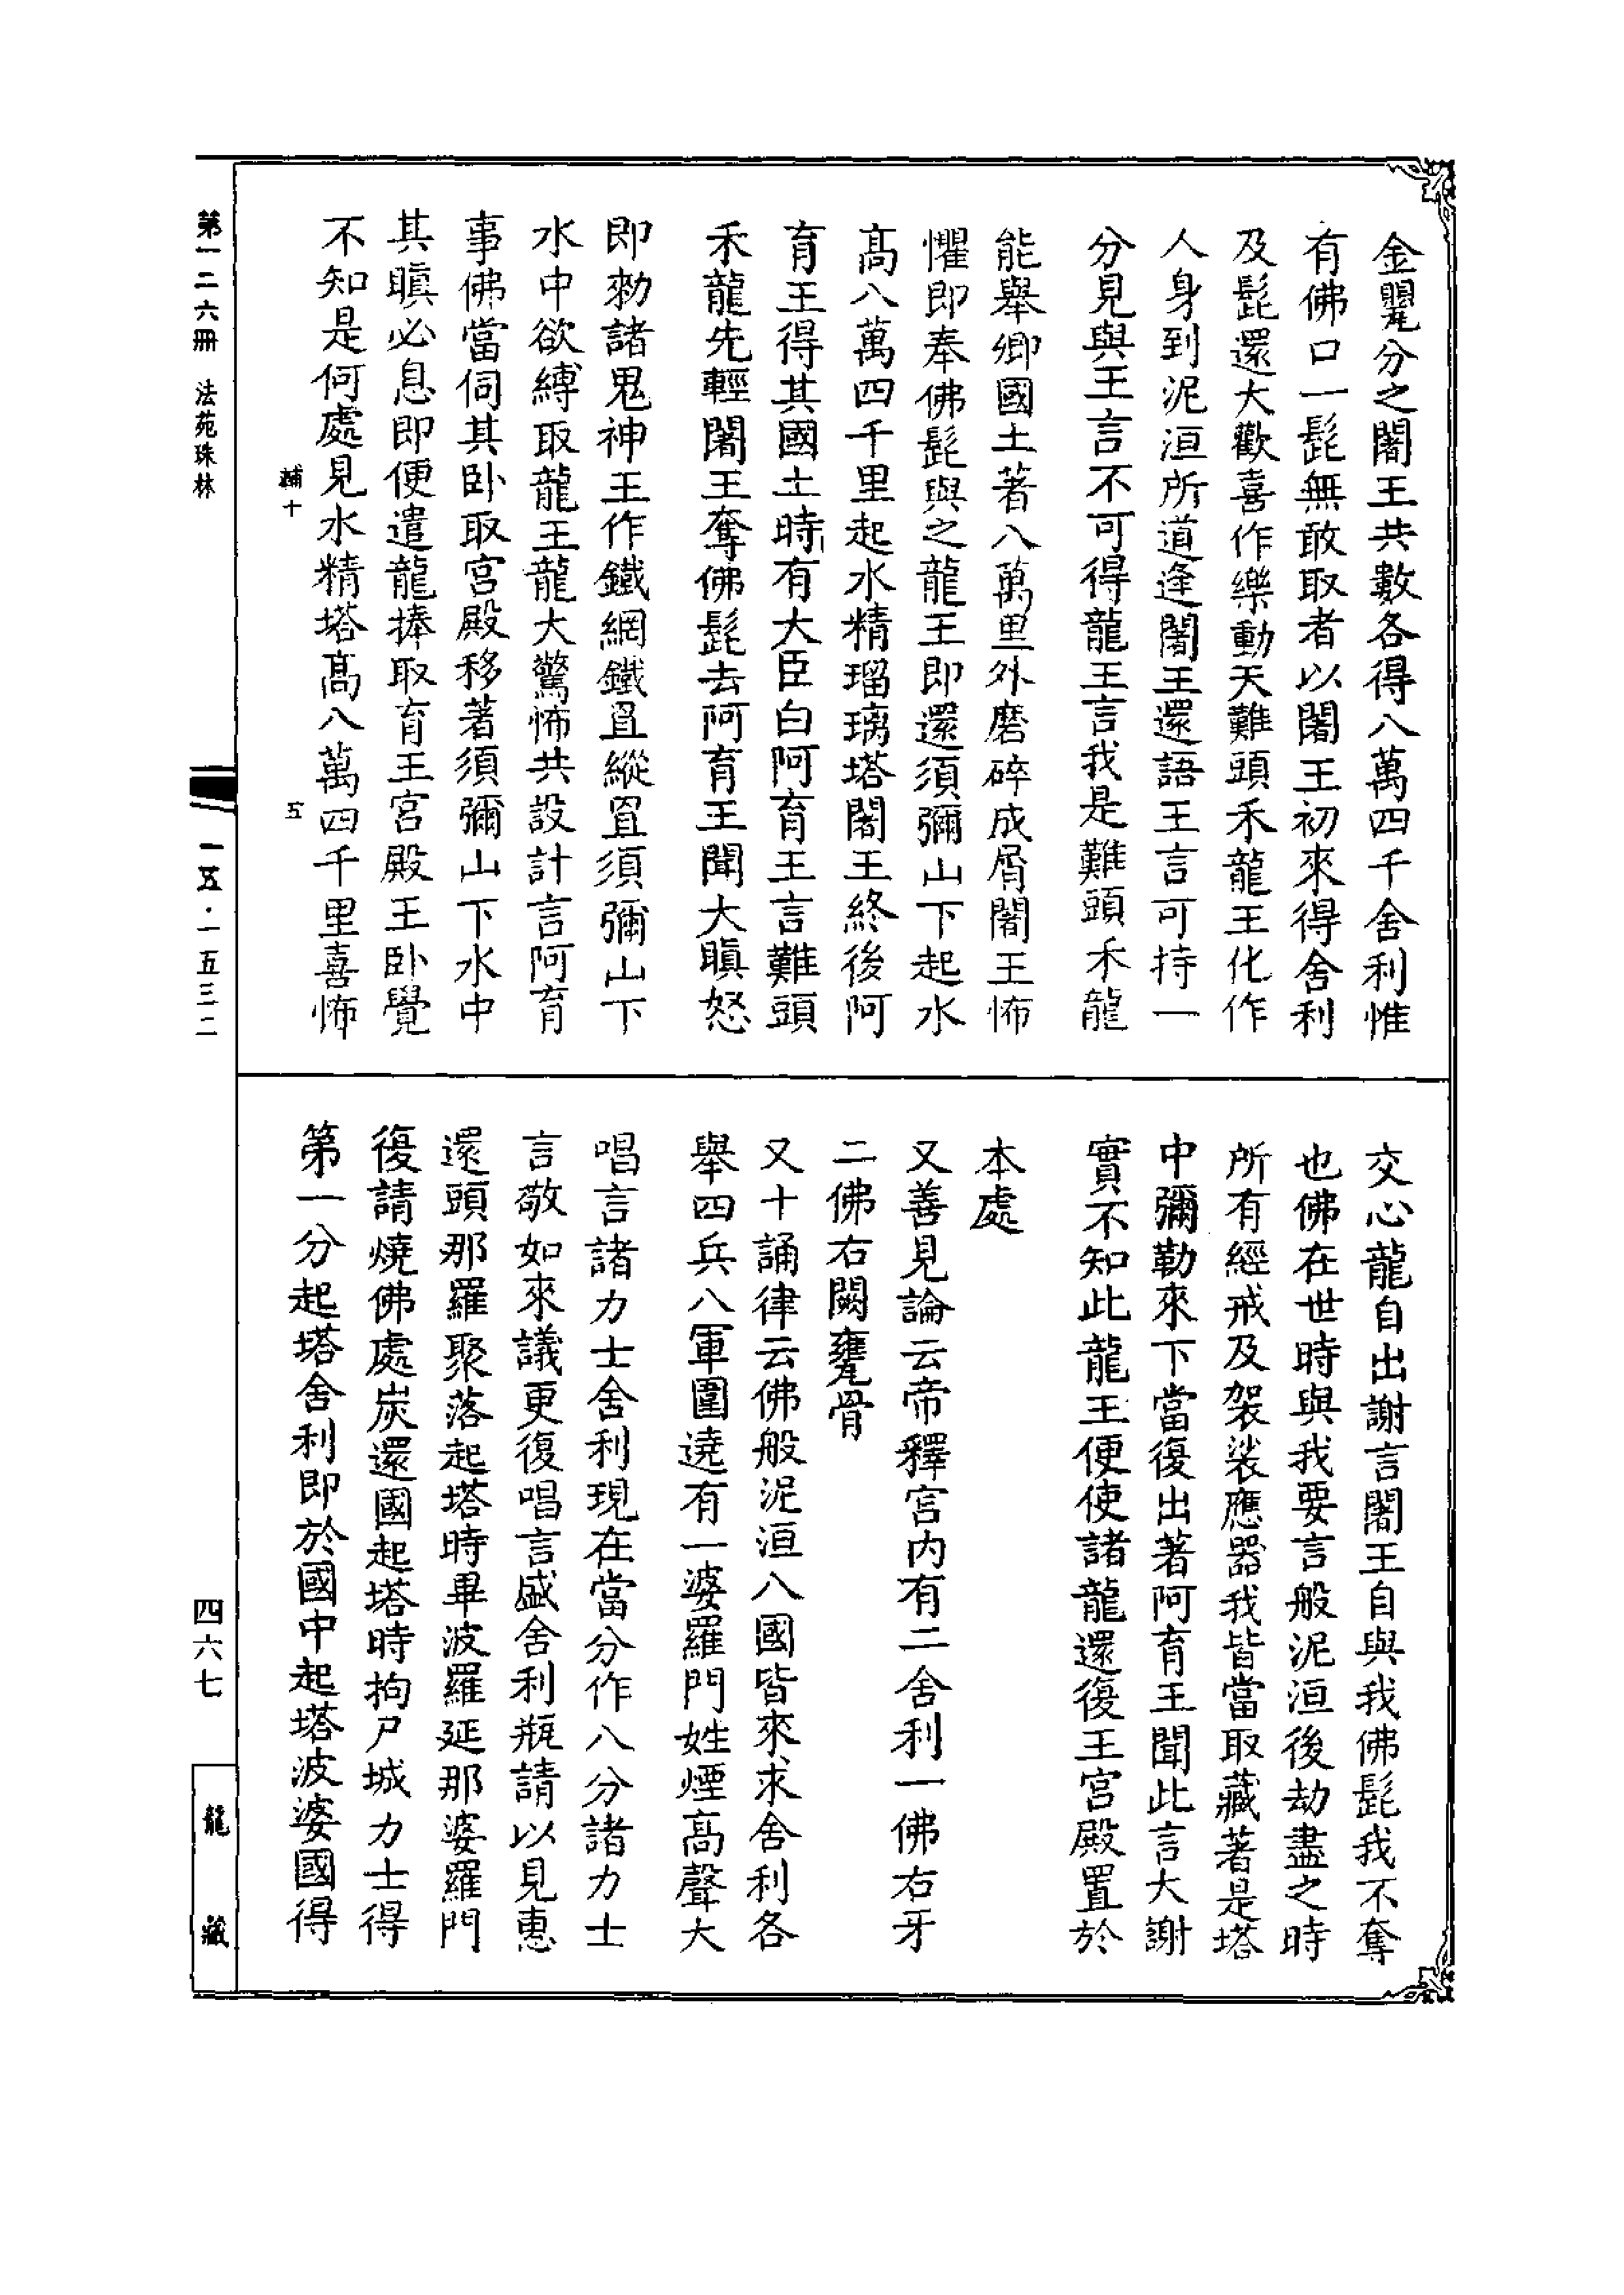 金罌分之闍王共數各得八萬四千舍利惟
有佛口一髭無敢取者以闍王初來得舍利
及髭還大歡喜作樂動天難頭禾龍王化作
人身到泥洹所道逢闍王還語王言可持一
分見與王言不可得龍王言我是難頭禾龍
能舉鄉國土著八萬里外磨碎成屑闍王怖
懼即奉佛髭與之龍王即還須彌山下起水
高八萬四千里起水精瑠璃塔闍王終後阿
育王得其國土時有大臣白阿育王言難頭
禾龍先輕闍王奪佛髭去阿育王聞大瞋怒
即勑諸鬼神王作鐵網鐵罝縱罝須彌山下
水中欲縛取龍王龍大驚怖共設計言阿育
事佛當伺其卧取宮殿移著須彌山下水中
其瞋必息即便遣龍捧取育王宮殿王卧覺
不知是何處見水精塔高八萬四千里喜怖
交心龍自出謝言闍王自與我佛髭我不奪
也佛在世時與我要言般泥洹後劫盡之時
所有經戒及袈裟應器我皆當取藏著是塔
中彌勒來下當復出著阿育王聞此言大謝
實不知此龍王便使諸龍還復王宮殿置於
本處
又善見論云帝釋宮内有二舍利一佛右牙
二佛右闕瓮骨
又十誦律云佛般泥洹八國皆來求舍利各
舉四兵八軍圍遶有一婆羅門姓煙高聲大
唱言諸力士舍利現在當分作八分諸力士
言敬如來議更復唱言盛舍利瓶請以見惠
還頭那羅聚落起塔時畢波羅延那婆羅門
復請燒佛處炭還國起塔時拘尸城力士得
第一分起塔舍利即於國中起塔波婆國得
輔十
五
第一二六冊 法苑珠林
一五·一五三二
四六七
龍藏